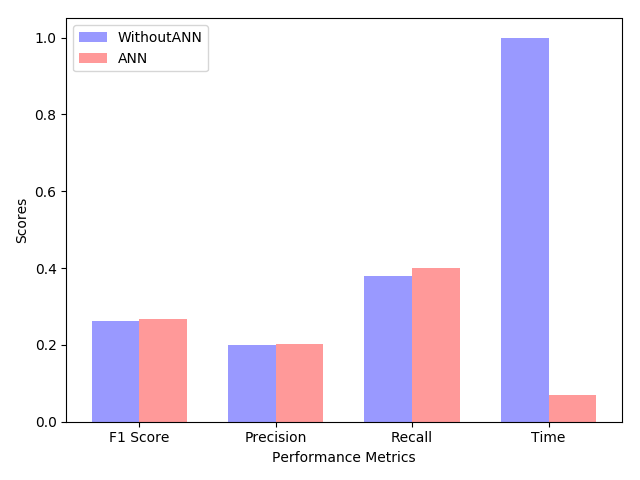 WithoutANN
ANN
1.0
0.8
0.6
0.4
0.2
0.0
Scores
F1 Score
Precision
Recall
Time
Performance Metrics